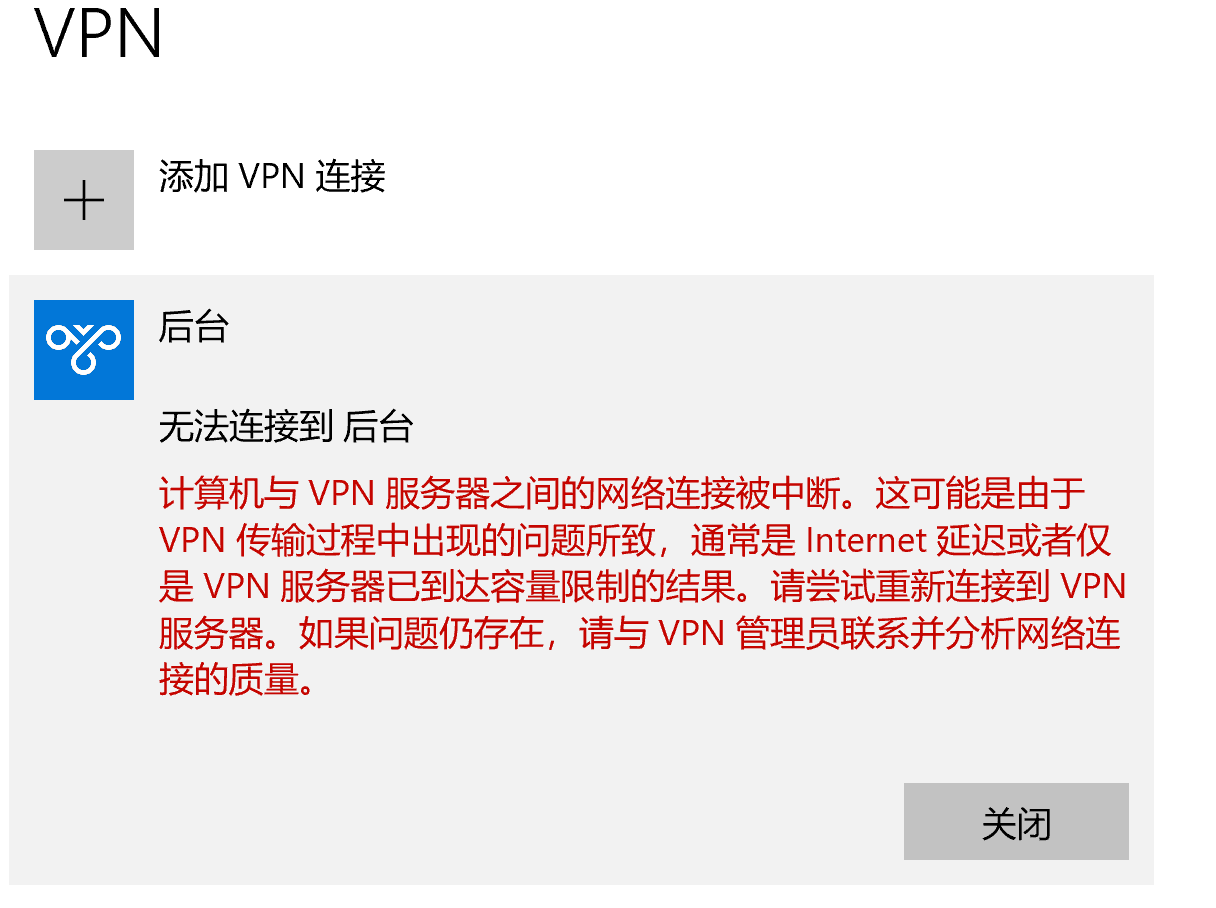 VPN
添加 VPN 连接
后台
无法连接到 后台
计算机与 VPN 服务器之间的网络连接被中断。这可能是由于
VPN 传输过程中出现的问题所致，通常是 Internet 延迟或者仅
是 VPN 服务器已到达容量限制的结果。请尝试重新连接到 VPN
服务器。如果问题仍存在，请与 VPN 管理员联系并分析网络连
接的质量。
关闭